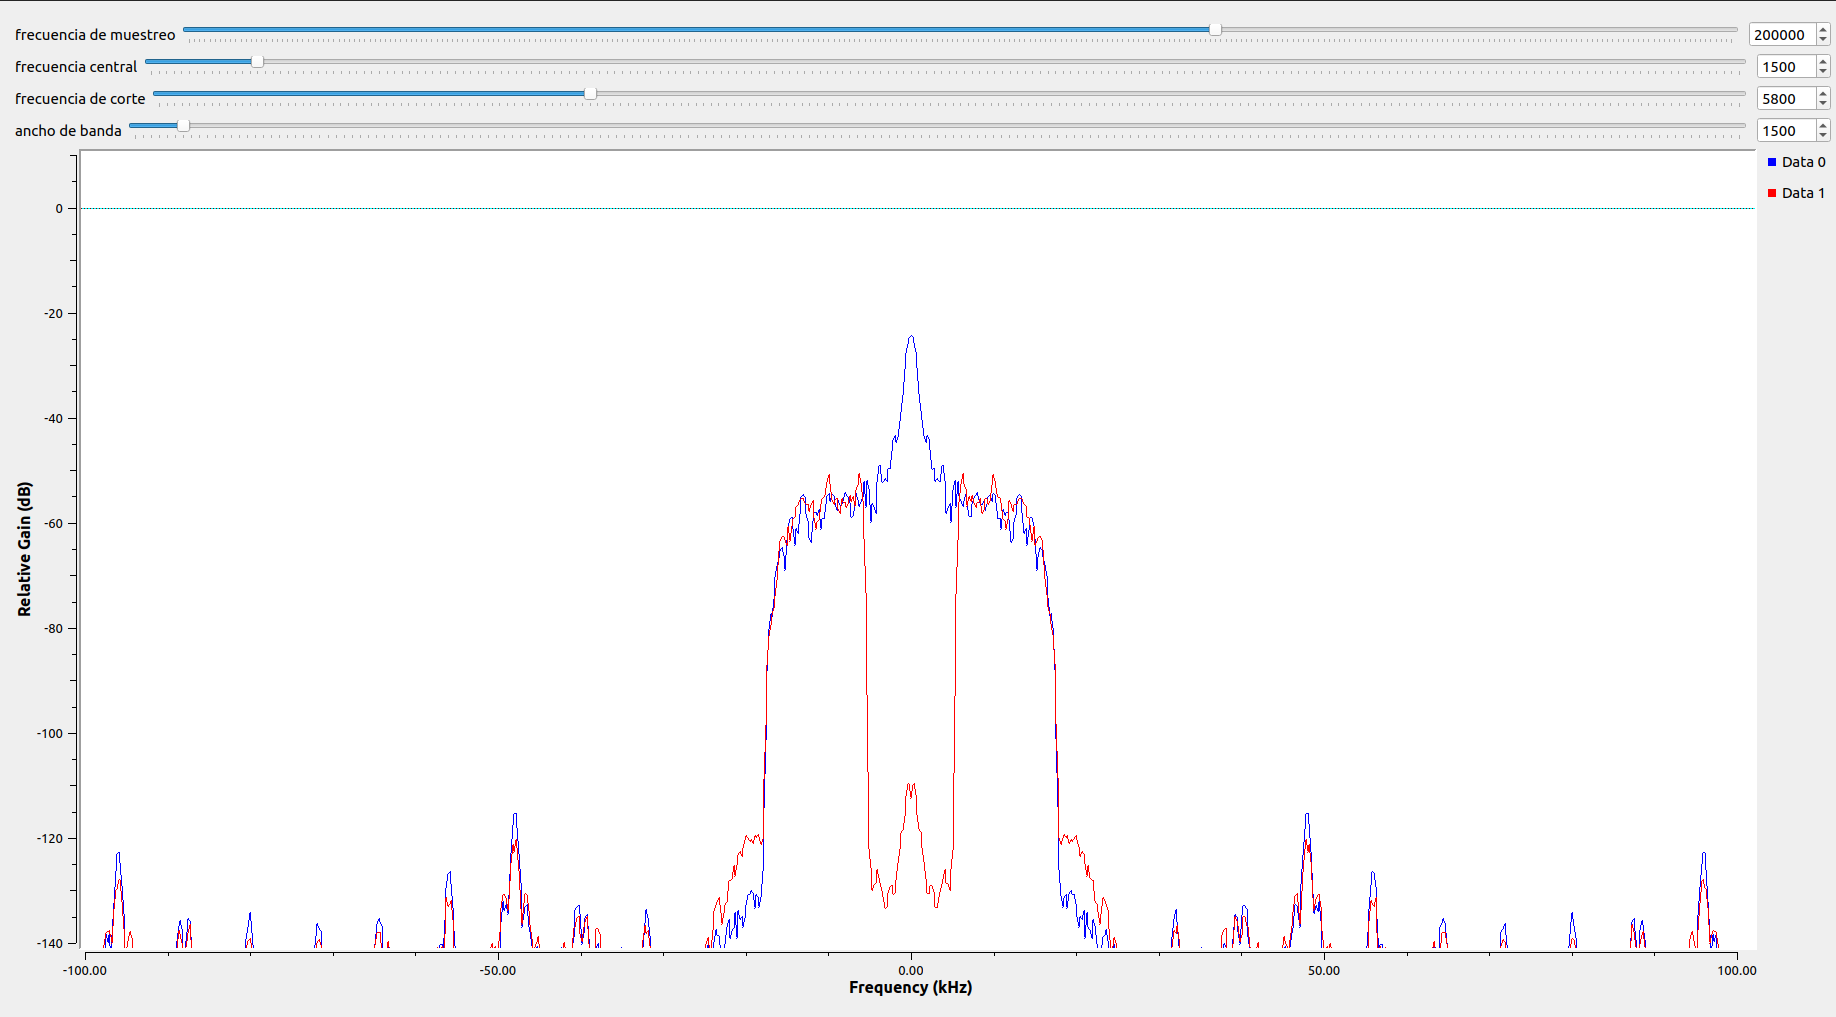 frecuencia de muestreo 200000
frecuencia central 1500
frecuencia de corte 5800
ancho de banda 1500
Data 0
Data 1
0
-20
-40
-60
-80
-100
-120
-140
Relative Gain (dB)
-100.00 -50.00 0.00 50.00 100.00
Frequency (kHz)